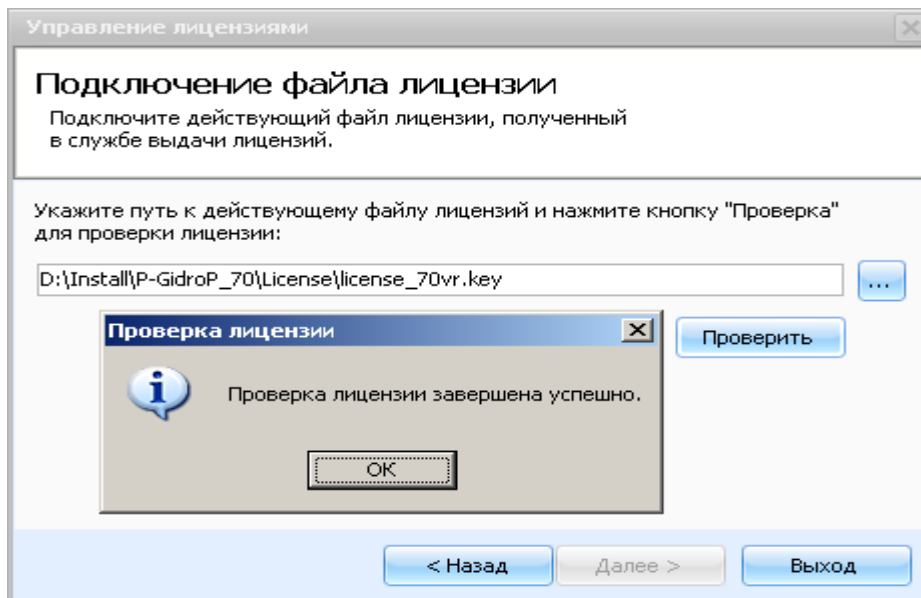 Управление лицензиями
Подключение файла лицензии
Подключите действующий файл лицензии, полученный
в службе выдачи лицензий.
Укажите путь к действующему файлу лицензий и нажмите кнопку "Проверка"
для проверки лицензии:
D:\Install\P-GidroP_70\License\license_70vr.key
...
Проверка лицензии
Проверить
Проверка лицензии завершена успешно.
OK
< Назад
Далее >
Выход